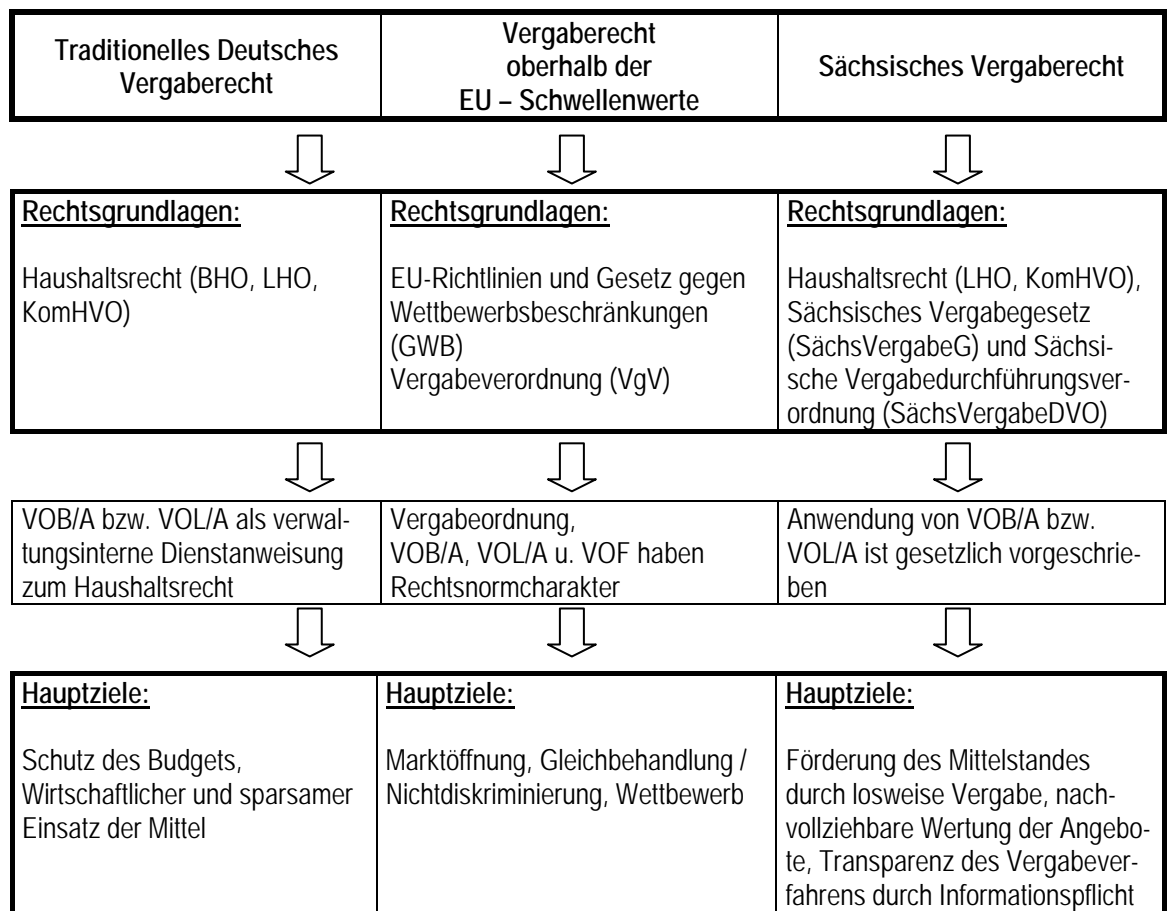 Traditionelles Deutsches
Vergaberecht
Vergaberecht
oberhalb der
EU – Schwellenwerte
Sächsisches Vergaberecht
Rechtsgrundlagen:
Haushaltsrecht (BHO, LHO,
KomHVO)
Rechtsgrundlagen:
EU-Richtlinien und Gesetz gegen
Wettbewerbsbeschränkungen
(GWB)
Vergabeverordnung (VgV)
Rechtsgrundlagen:
Haushaltsrecht (LHO, KomHVO),
Sächsisches Vergabegesetz
(SächsVergabeG) und Sächsi-
sche Vergabedurchführungsver-
ordnung (SächsVergabeDVO)
VOB/A bzw. VOL/A als verwal-
tungsinterne Dienstanweisung
zum Haushaltsrecht
Vergabeordnung,
VOB/A, VOL/A u. VOF haben
Rechtsnormcharakter
Anwendung von VOB/A bzw.
VOL/A ist gesetzlich vorgeschrie-
ben
Hauptziele:
Schutz des Budgets,
Wirtschaftlicher und sparsamer
Einsatz der Mittel
Hauptziele:
Marktöffnung, Gleichbehandlung /
Nichtdiskriminierung, Wettbewerb
Hauptziele:
Förderung des Mittelstandes
durch losweise Vergabe, nach-
vollziehbare Wertung der Angebo-
te, Transparenz des Vergabever-
fahrens durch Informationspflicht